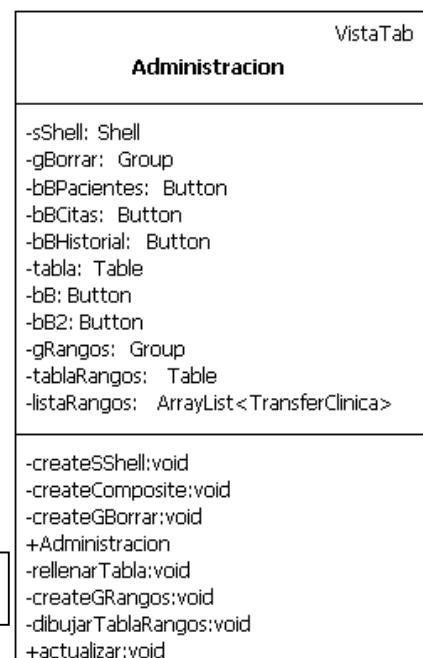 VistaTab
Administracion
-sShell: Shell
-gBorrar: Group
-bBPacientes: Button
-bBCitas: Button
-bBHistorial: Button
-tabla: Table
-bB: Button
-bB2: Button
-gRangos: Group
-tablaRangos: Table
-listaRangos: ArrayList<TransferClinica>
-createSShell:void
-createComposite:void
-createGBorrar:void
+Administracion
-rellenarTabla:void
-createGRangos:void
-dibujarTablaRangos:void
+actualizar:void